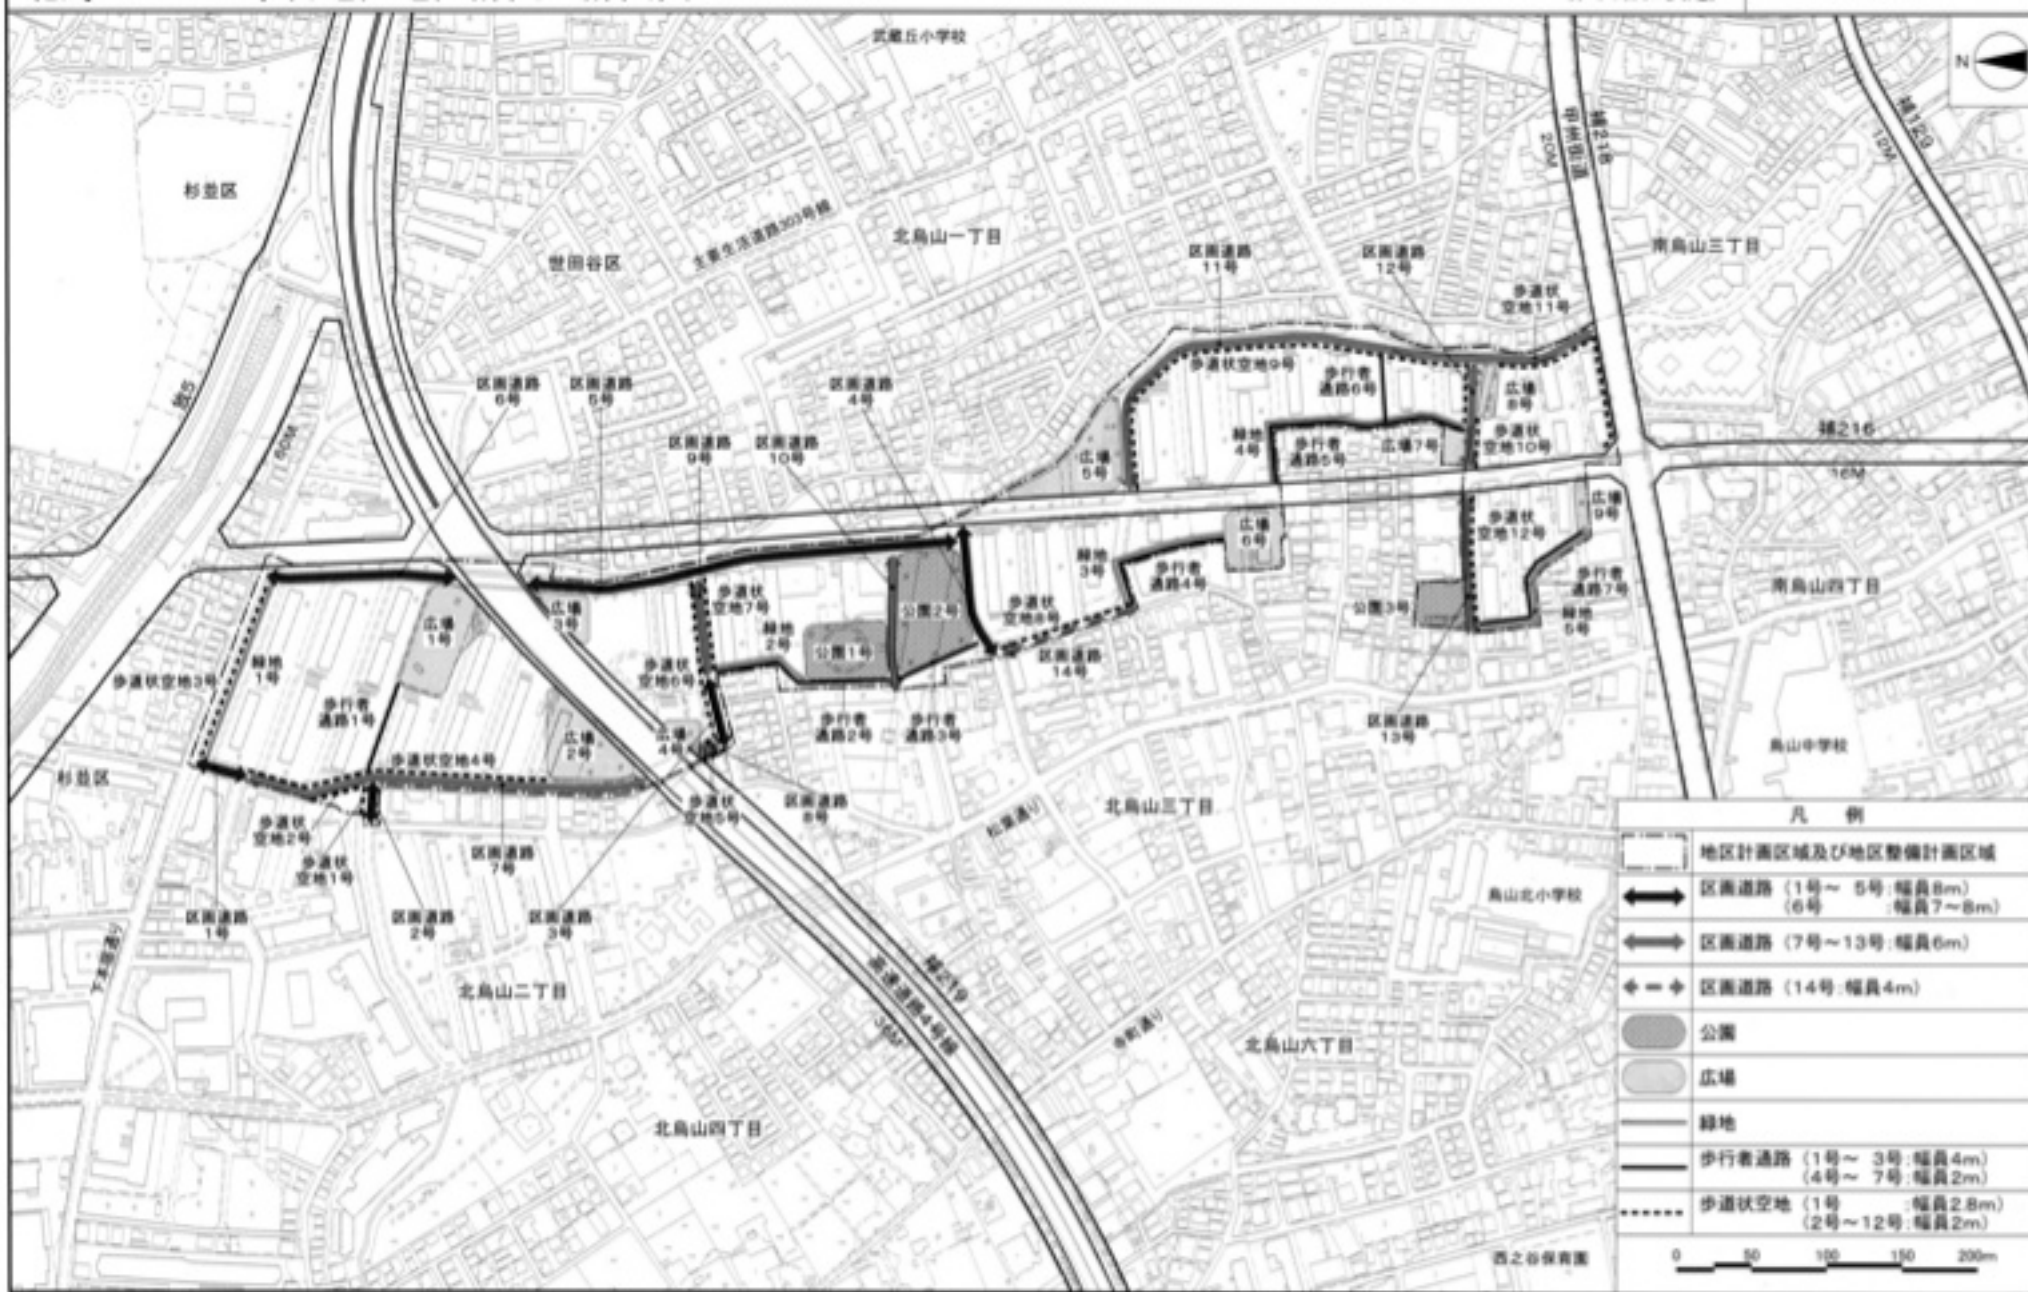 武蔵丘小学校
N
杉並区
世田谷区
主要生活道路303号線
北烏山一丁目
補218
甲州街道
20M
補129
12M
南烏山三丁目
区画道路
11号
区画道路
12号
歩道状
空地11号
放5
60M
区画道路
6号
区画道路
5号
区画道路
4号
区画道路
9号
区画道路
10号
歩道状空地9号
歩行者
通路6号
広場
8号
広場
5号
緑地
4号
歩行者
通路5号
広場7号
歩道状
空地10号
補216
16M
広場
6号
歩道状
空地12号
広場
9号
広場
1号
広場
3号
歩道状
空地7号
緑地
2号
公園1号
公園2号
歩道状
空地8号
緑地
3号
歩行者
通路4号
公園3号
歩行者
通路7号
緑地
5号
南烏山四丁目
歩道状空地3号
緑地
1号
歩行者
通路1号
歩道状
空地6号
区画道路
14号
歩行者
通路2号
歩行者
通路3号
区画道路
13号
烏山中学校
杉並区
歩道状空地4号
広場
2号
広場
4号
歩道状
空地5号
区画道路
8号
松葉通り
北烏山三丁目
歩道状
空地2号
歩道状
空地1号
区画道路
7号
区画道路
1号
区画道路
2号
区画道路
3号
下本宿通り
烏山北小学校
北烏山二丁目
補219
高速道路4号線
36M
寺町通り
北烏山六丁目
北烏山四丁目
西之谷保育園
凡 例
地区計画区域及び地区整備計画区域
区画道路（1号～ 5号:幅員8m）
（6号 :幅員7～8m）
区画道路（7号～13号:幅員6m）
区画道路（14号:幅員4m）
公園
広場
緑地
歩行者通路（1号～ 3号:幅員4m）
（4号～ 7号:幅員2m）
歩道状空地（1号 :幅員2.8m）
（2号～12号:幅員2m）
0 50 100 150 200m